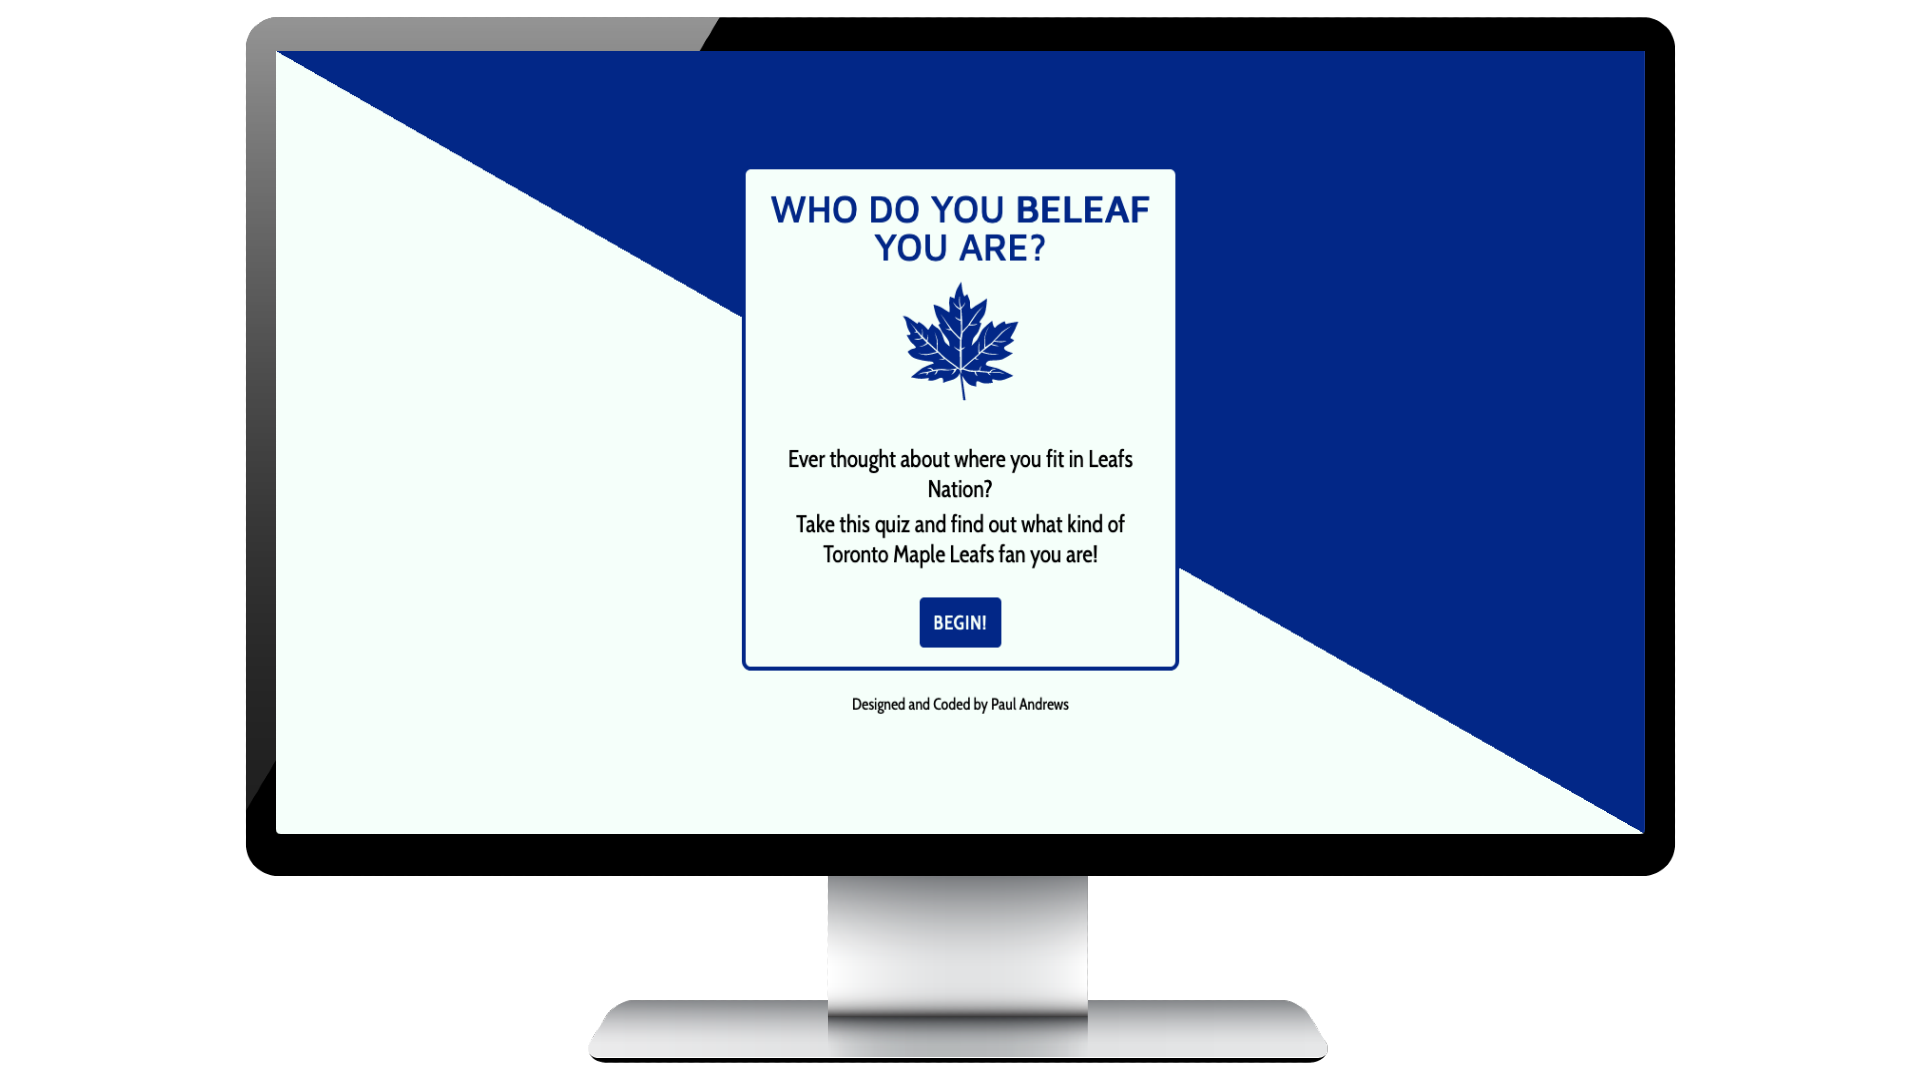 WHO DO YOU BELEAF
YOU ARE?
Ever thought about where you fit in Leafs
Nation?
Take this quiz and find out what kind of
Toronto Maple Leafs fan you are!
BEGIN!
Designed and Coded by Paul Andrews